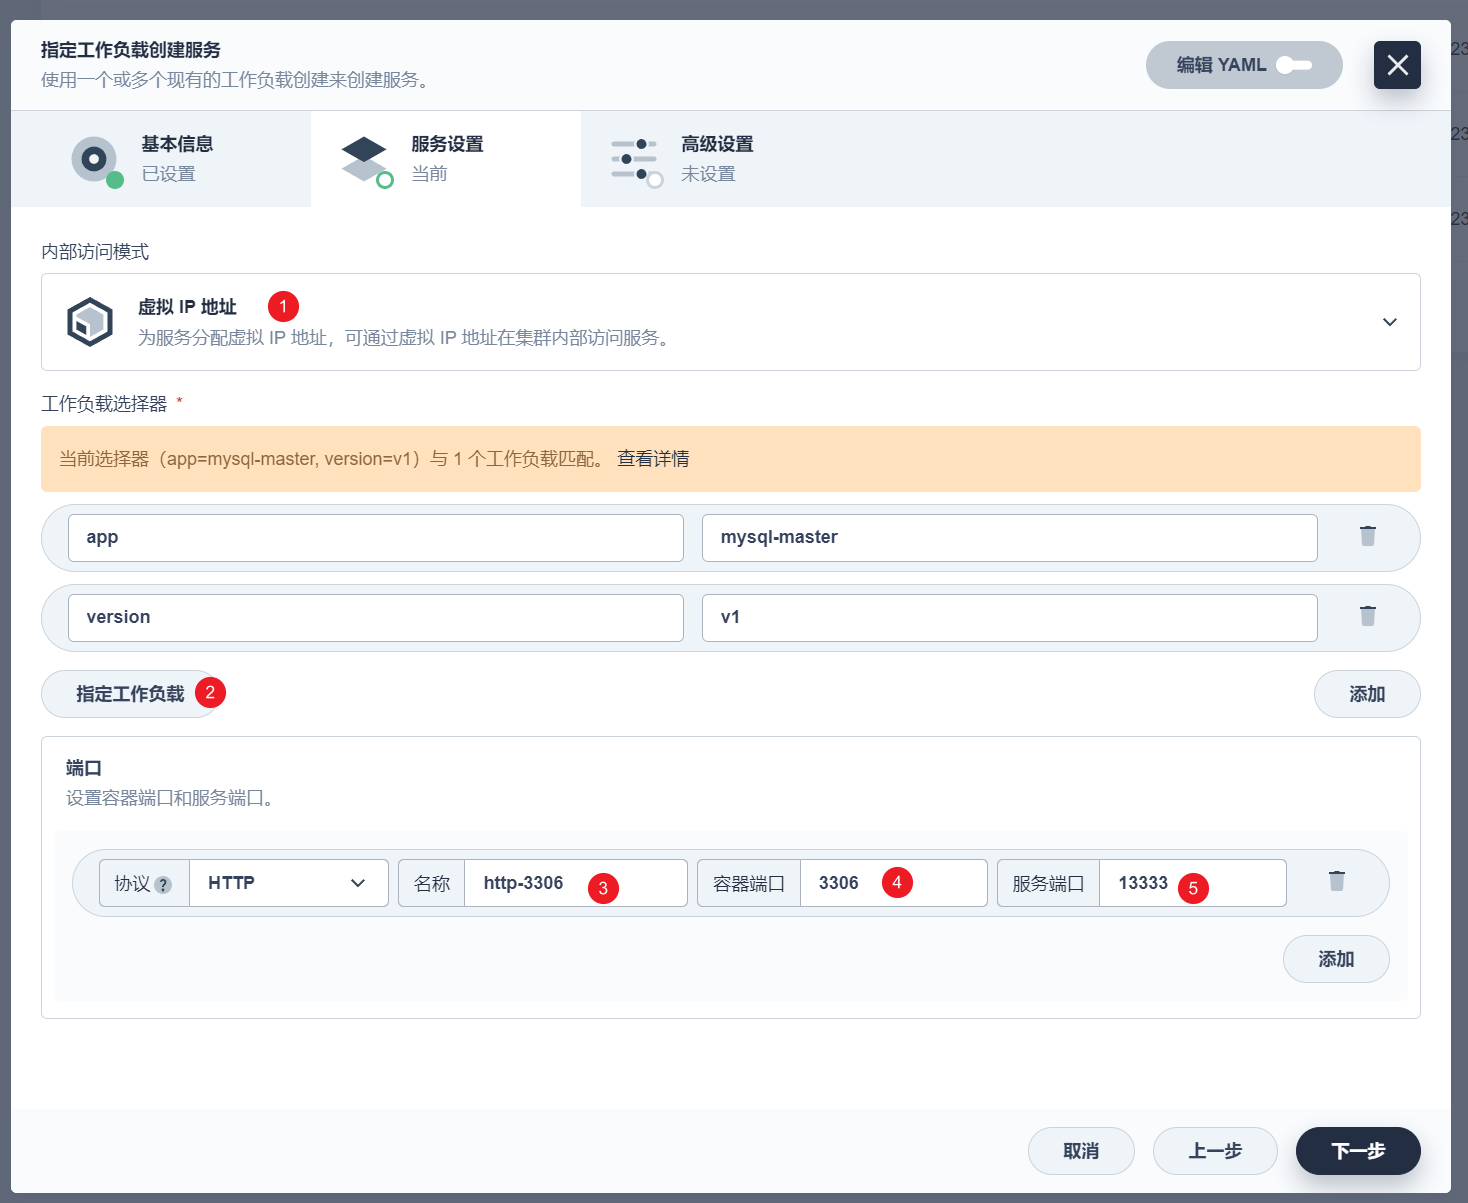 指定工作负载创建服务
使用一个或多个现有的工作负载创建来创建服务。
编辑 YAML
基本信息
已设置
服务设置
当前
高级设置
未设置
内部访问模式
虚拟 IP 地址 1
为服务分配虚拟 IP 地址，可通过虚拟 IP 地址在集群内部访问服务。
工作负载选择器 *
当前选择器（app=mysql-master, version=v1）与 1 个工作负载匹配。 查看详情
app mysql-master
version v1
指定工作负载 2 添加
端口
设置容器端口和服务端口。
协议 ? HTTP 名称 http-3306 3 容器端口 3306 4 服务端口 13333 5
添加
取消 上一步 下一步
23
23
23